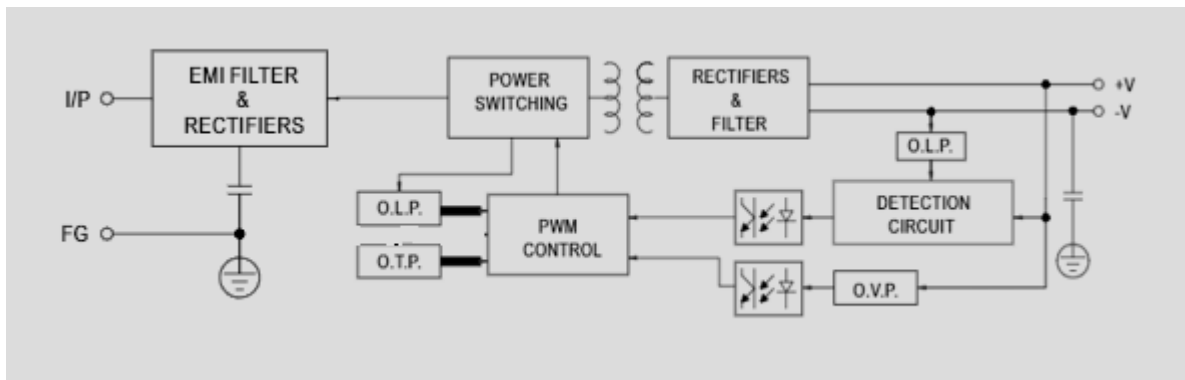 EMI FILTER
&
RECTIFIERS
I/P
POWER
SWITCHING
RECTIFIERS
&
FILTER
+V
-V
O.L.P.
O.L.P.
DETECTION
CIRCUIT
PWM
CONTROL
FG
O.T.P.
O.V.P.